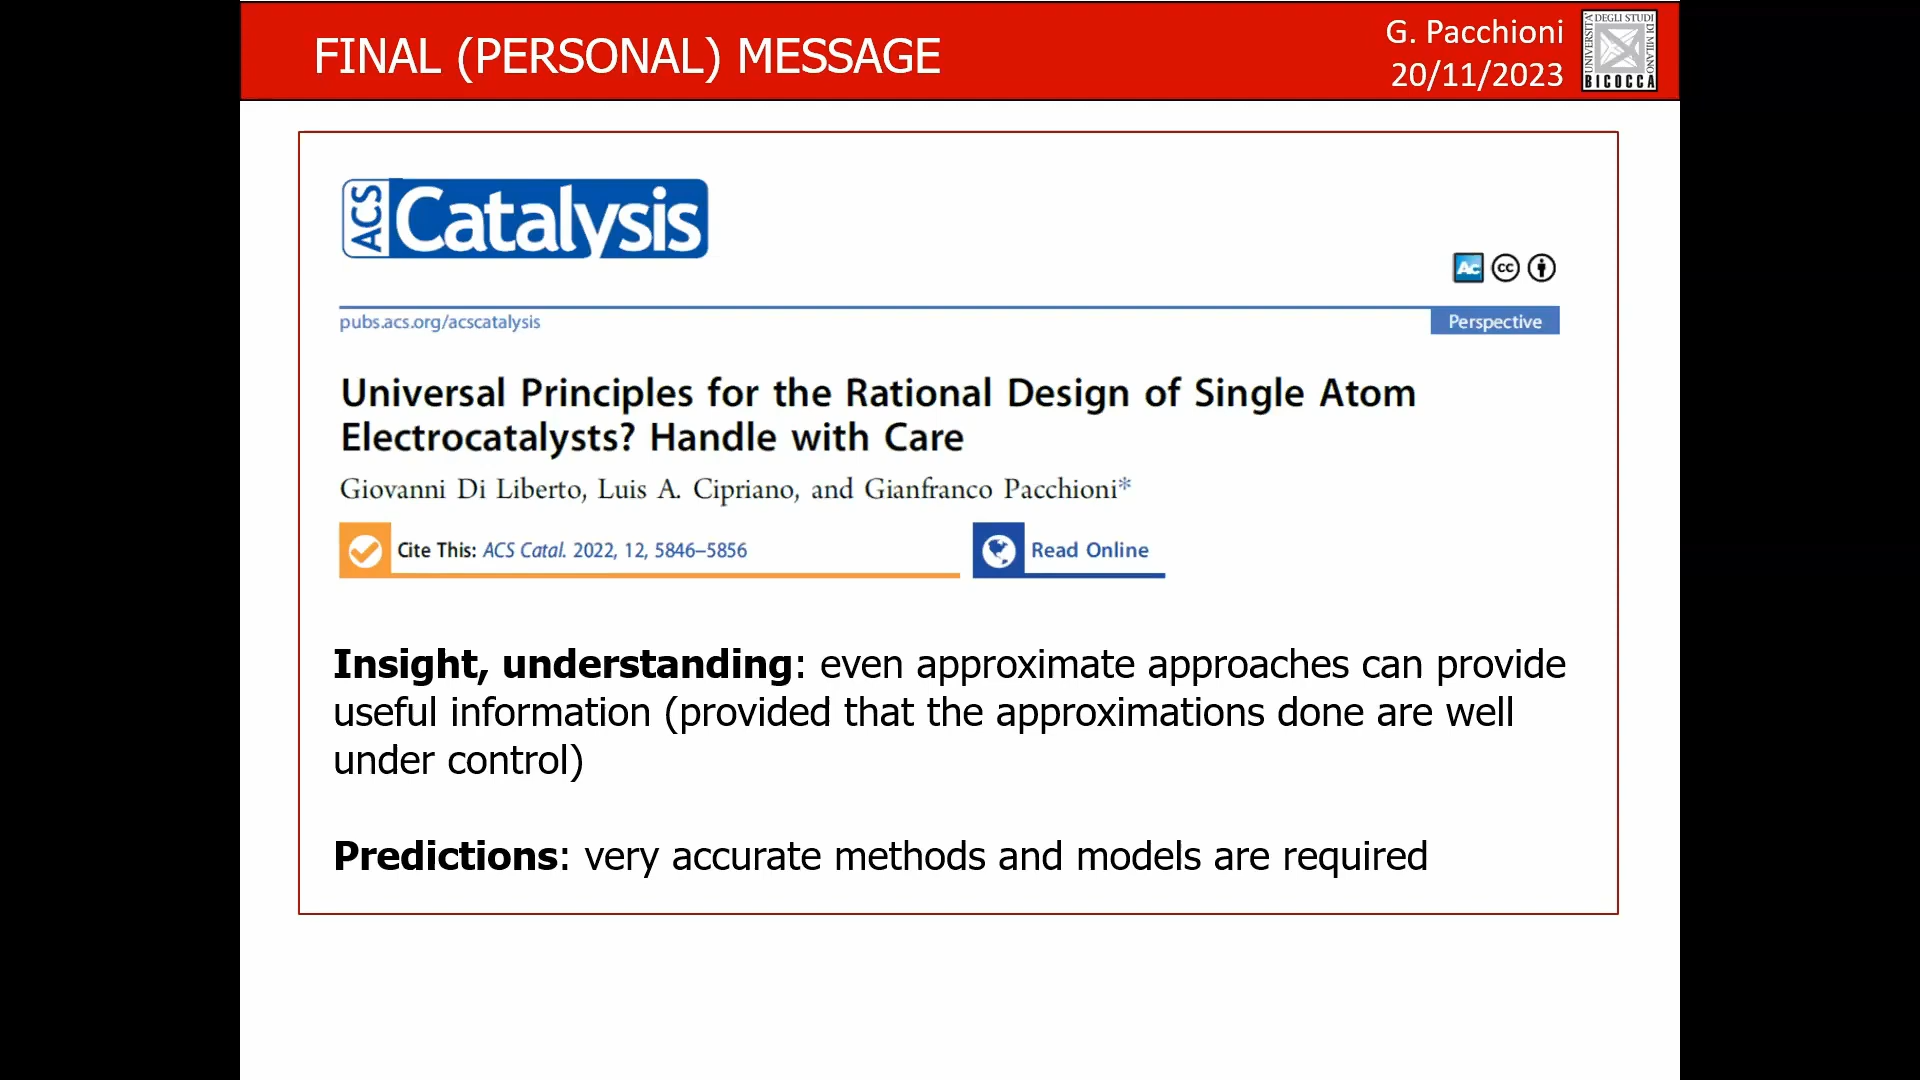 FINAL (PERSONAL) MESSAGE
G. Pacchioni
20/11/2023
UNIVERSITA' DEGLI STUDI DI MILANO
BICOCCA
ACS Catalysis
Ac cc
pubs.acs.org/acscatalysis
Perspective
Universal Principles for the Rational Design of Single Atom
Electrocatalysts? Handle with Care
Giovanni Di Liberto, Luis A. Cipriano, and Gianfranco Pacchioni*
Cite This: ACS Catal. 2022, 12, 5846–5856
Read Online
Insight, understanding: even approximate approaches can provide
useful information (provided that the approximations done are well
under control)
Predictions: very accurate methods and models are required